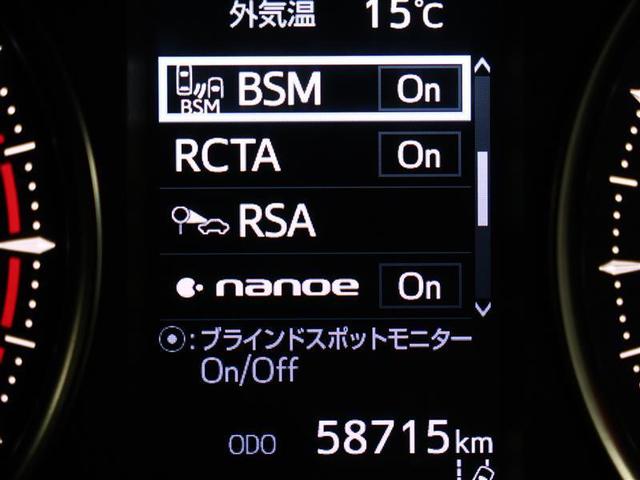 外気温 15℃
BSM BSM On
RCTA On
RSA
nanoe On
⦿:ブラインドスポットモニター
On/Off
ODO 58715km